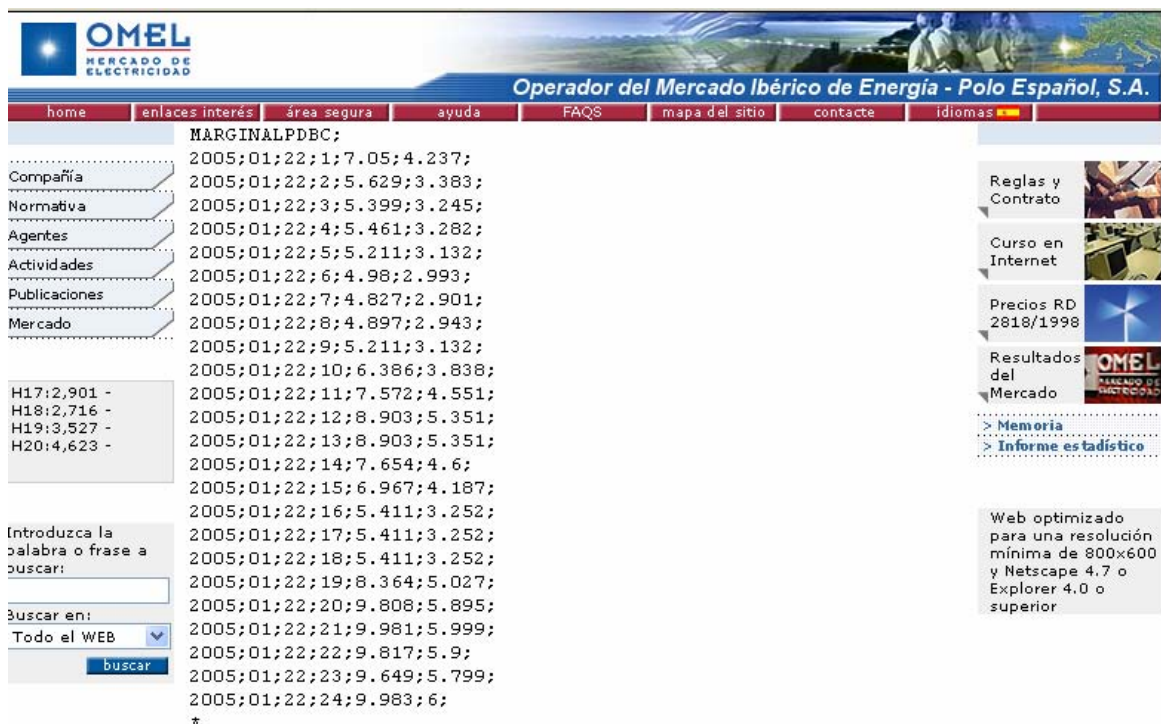 OMEL
MERCADO DE
ELECTRICIDAD
Operador del Mercado Ibérico de Energía - Polo Español, S.A.
home
enlaces interés
área segura
ayuda
FAQS
mapa del sitio
contacte
idiomas
Compañía
Normativa
Agentes
Actividades
Publicaciones
Mercado
H17:2,901 -
H18:2,716 -
H19:3,527 -
H20:4,623 -
Introduzca la
palabra o frase a
buscar:
Buscar en:
Todo el WEB
buscar
MARGINALPDBC;
2005;01;22;1;7.05;4.237;
2005;01;22;2;5.629;3.383;
2005;01;22;3;5.399;3.245;
2005;01;22;4;5.461;3.282;
2005;01;22;5;5.211;3.132;
2005;01;22;6;4.98;2.993;
2005;01;22;7;4.827;2.901;
2005;01;22;8;4.897;2.943;
2005;01;22;9;5.211;3.132;
2005;01;22;10;6.386;3.838;
2005;01;22;11;7.572;4.551;
2005;01;22;12;8.903;5.351;
2005;01;22;13;8.903;5.351;
2005;01;22;14;7.654;4.6;
2005;01;22;15;6.967;4.187;
2005;01;22;16;5.411;3.252;
2005;01;22;17;5.411;3.252;
2005;01;22;18;5.411;3.252;
2005;01;22;19;8.364;5.027;
2005;01;22;20;9.808;5.895;
2005;01;22;21;9.981;5.999;
2005;01;22;22;9.817;5.9;
2005;01;22;23;9.649;5.799;
2005;01;22;24;9.983;6;
*
Reglas y
Contrato
Curso en
Internet
Precios RD
2818/1998
Resultados
del
Mercado
OMEL
MERCADO DE
ELECTRICIDAD
> Memoria
> Informe estadístico
Web optimizado
para una resolución
mínima de 800x600
y Netscape 4.7 o
Explorer 4.0 o
superior